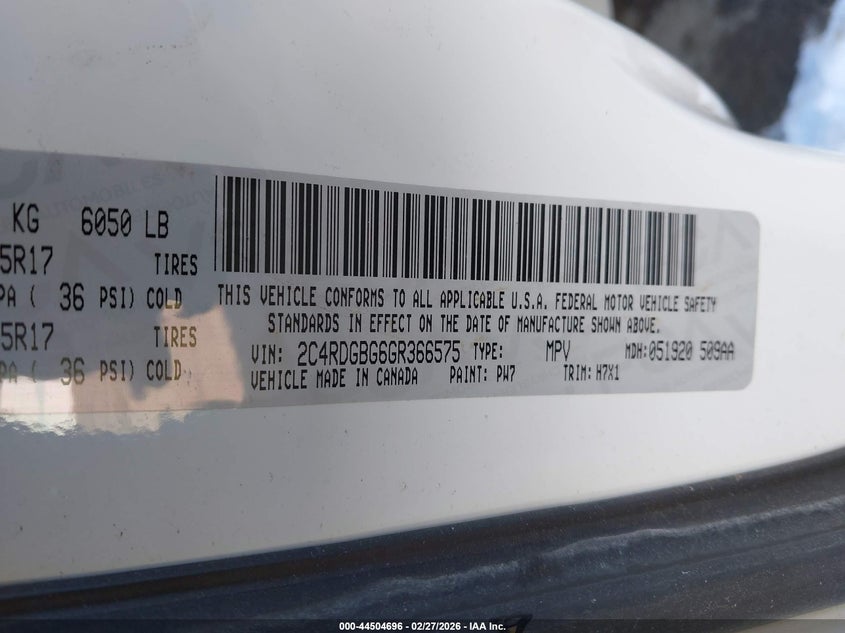 KG 6050 LB
5R17 TIRES
PA ( 36 PSI) COLD
5R17 TIRES
PA ( 36 PSI) COLD
THIS VEHICLE CONFORMS TO ALL APPLICABLE U.S.A. FEDERAL MOTOR VEHICLE SAFETY
STANDARDS IN EFFECT ON THE DATE OF MANUFACTURE SHOWN ABOVE.
VIN: 2C4RDGBG6GR366575 TYPE: MPV MDH:051920 509AA
VEHICLE MADE IN CANADA PAINT: PW7 TRIM: H7X1
000-44504696 - 02/27/2026 - IAA Inc.